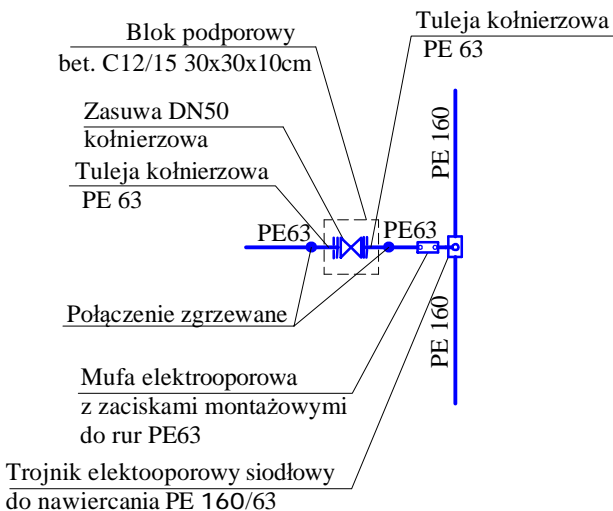 Tuleja kołnierzowa
PE 63
Blok podporowy
bet. C12/15 30x30x10cm
Zasuwa DN50
kołnierzowa
Tuleja kołnierzowa
PE 63
PE 160
PE63
PE63
PE 160
Połączenie zgrzewane
Mufa elektrooporowa
z zaciskami montażowymi
do rur PE63
Trojnik elektooporowy siodłowy
do nawiercania PE 160/63